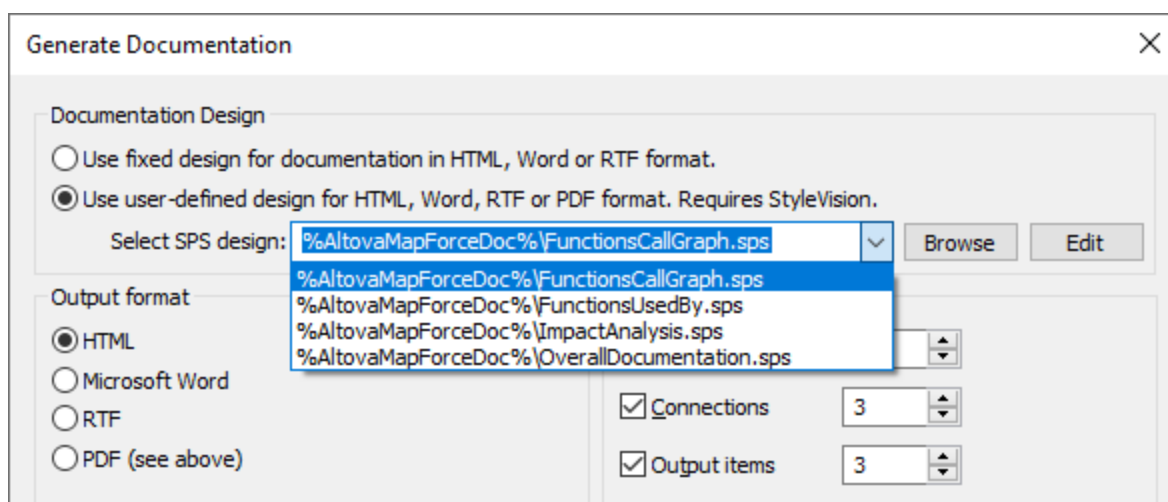 Generate Documentation
Documentation Design
Use fixed design for documentation in HTML, Word or RTF format.
Use user-defined design for HTML, Word, RTF or PDF format. Requires StyleVision.
Select SPS design: %AltovaMapForceDoc%\FunctionsCallGraph.sps Browse Edit
%AltovaMapForceDoc%\FunctionsCallGraph.sps
%AltovaMapForceDoc%\FunctionsUsedBy.sps
%AltovaMapForceDoc%\ImpactAnalysis.sps
%AltovaMapForceDoc%\OverallDocumentation.sps
Output format
HTML
Microsoft Word
RTF
PDF (see above)
Connections 3
Output items 3